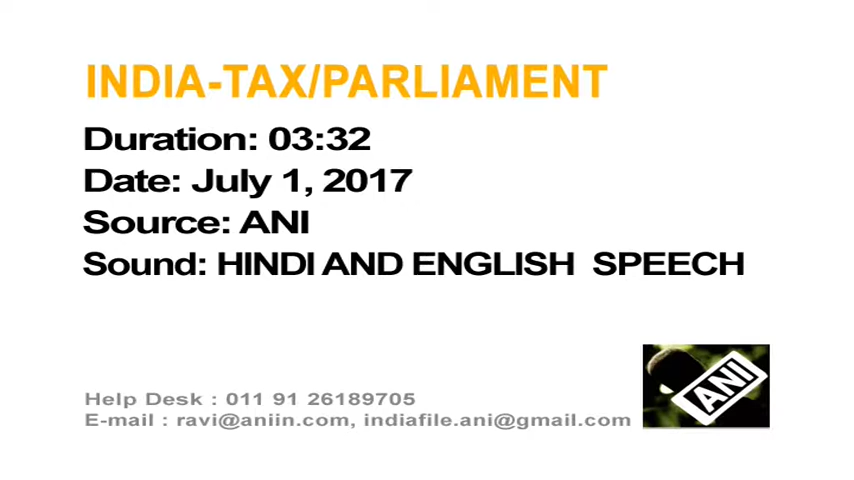 INDIA-TAX/PARLIAMENT
Duration: 03:32
Date: July 1, 2017
Source: ANI
Sound: HINDI AND ENGLISH SPEECH
ANI
Help Desk : 011 91 26189705
E-mail : ravi@aniin.com, indiafile.ani@gmail.com